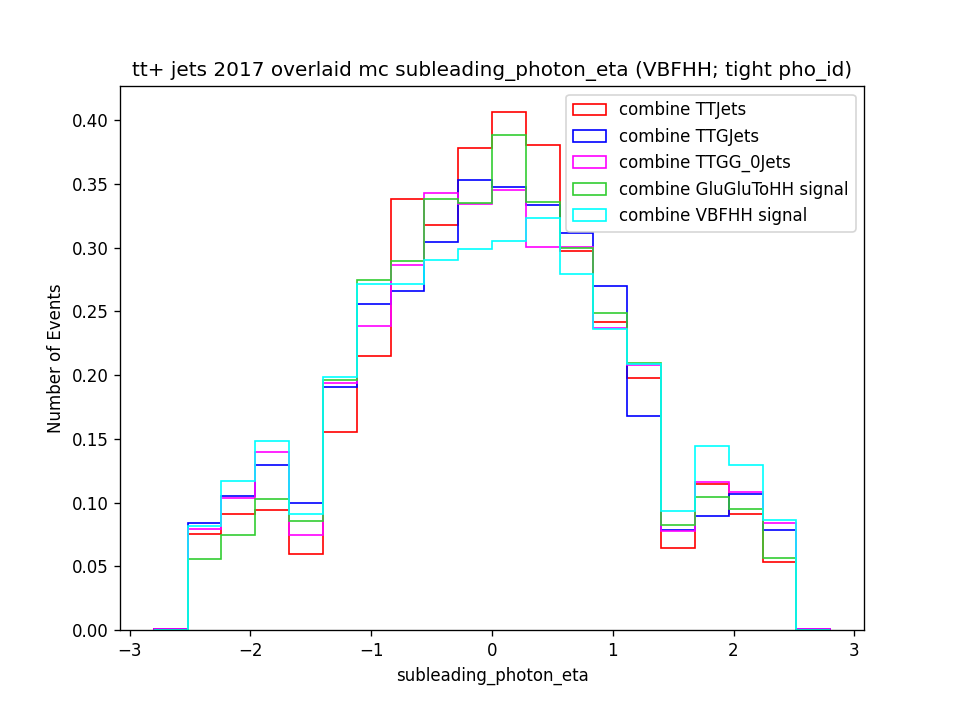 tt+ jets 2017 overlaid mc subleading_photon_eta (VBFHH; tight pho_id)
combine TTJets
combine TTGJets
combine TTGG_0Jets
combine GluGluToHH signal
combine VBFHH signal
Number of Events
0.40
0.35
0.30
0.25
0.20
0.15
0.10
0.05
0.00
−3 −2 −1 0 1 2 3
subleading_photon_eta